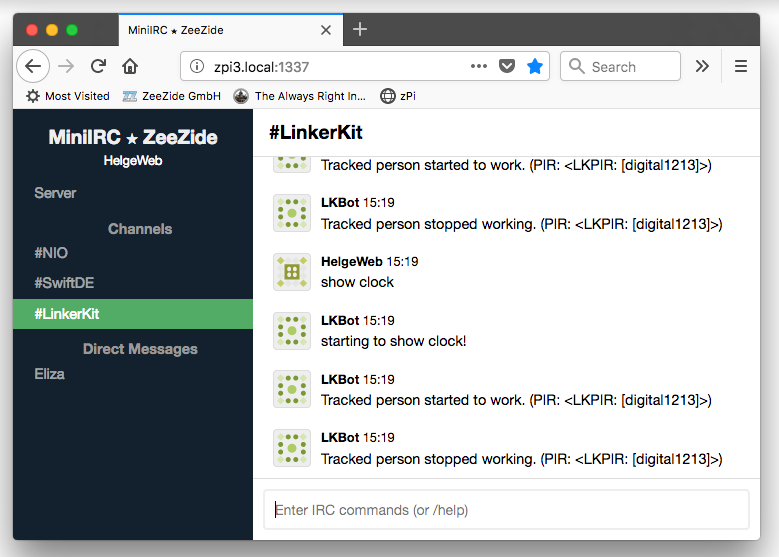 MiniIRC ★ ZeeZide
zpi3.local:1337
Search
Most Visited
ZeeZide GmbH
The Always Right In...
zPi
MiniIRC ★ ZeeZide
HelgeWeb
Server
Channels
#NIO
#SwiftDE
#LinkerKit
Direct Messages
Eliza
#LinkerKit
Tracked person started to work. (PIR: <LKPIR: [digital1213]>)
LKBot 15:19
Tracked person stopped working. (PIR: <LKPIR: [digital1213]>)
HelgeWeb 15:19
show clock
LKBot 15:19
starting to show clock!
LKBot 15:19
Tracked person started to work. (PIR: <LKPIR: [digital1213]>)
LKBot 15:19
Tracked person stopped working. (PIR: <LKPIR: [digital1213]>)
Enter IRC commands (or /help)